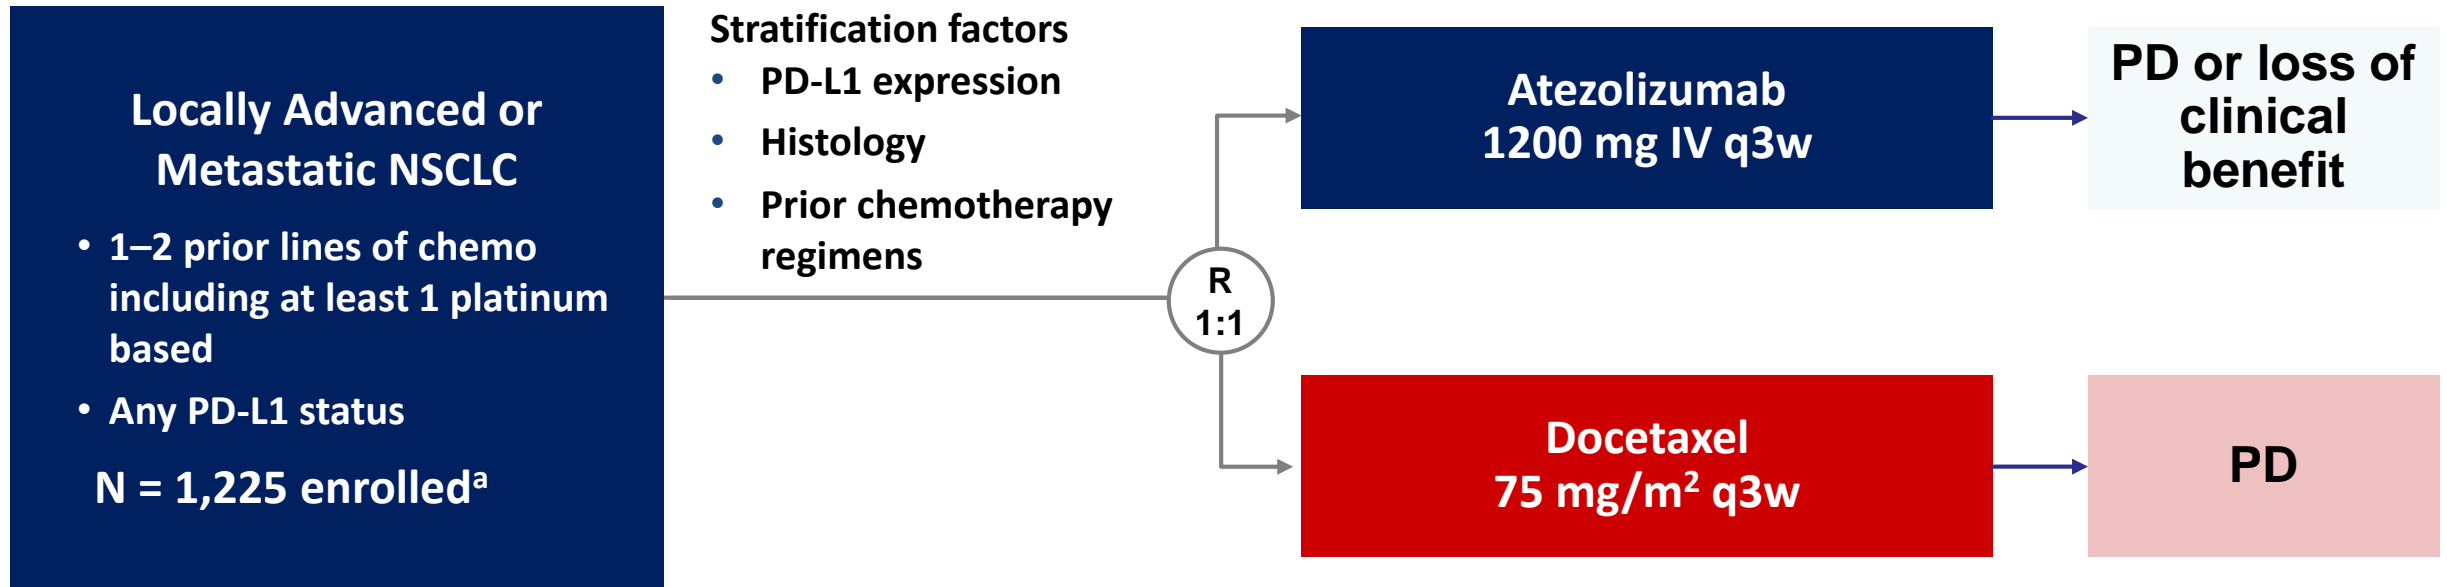 Locally Advanced or
Metastatic NSCLC
• 1–2 prior lines of chemo
including at least 1 platinum
based
• Any PD-L1 status
N = 1,225 enrolledᵃ
Stratification factors
• PD-L1 expression
• Histology
• Prior chemotherapy
regimens
R
1:1
Atezolizumab
1200 mg IV q3w
PD or loss of
clinical
benefit
Docetaxel
75 mg/m² q3w
PD